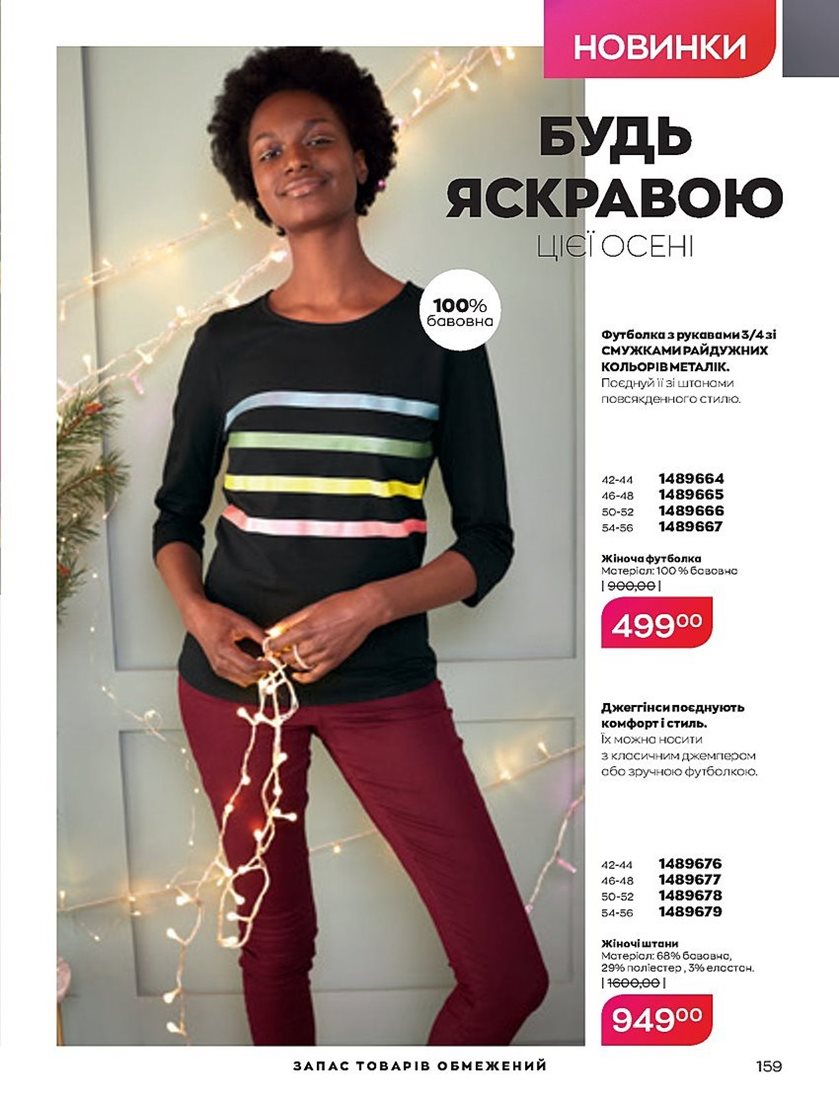 НОВИНКИ
БУДЬ
ЯСКРАВОЮ
ЦІЄЇ ОСЕНІ
100%
бавовна
Футболка з рукавами 3/4 зі
СМУЖКАМИ РАЙДУЖНИХ
КОЛЬОРІВ МЕТАЛІК.
Поєднуй її зі штанами
повсякденного стилю.
42-44 1489664
46-48 1489665
50-52 1489666
54-56 1489667
Жіноча футболка
Матеріал: 100 % бавовна
| 900,00 |
499⁰⁰
Джеггінси поєднують
комфорт і стиль.
Їх можна носити
з класичним джемпером
або зручною футболкою.
42-44 1489676
46-48 1489677
50-52 1489678
54-56 1489679
Жіночі штани
Матеріал: 68% бавовна,
29% поліестер , 3% еластан.
| 1600,00 |
949⁰⁰
ЗАПАС ТОВАРІВ ОБМЕЖЕНИЙ
159